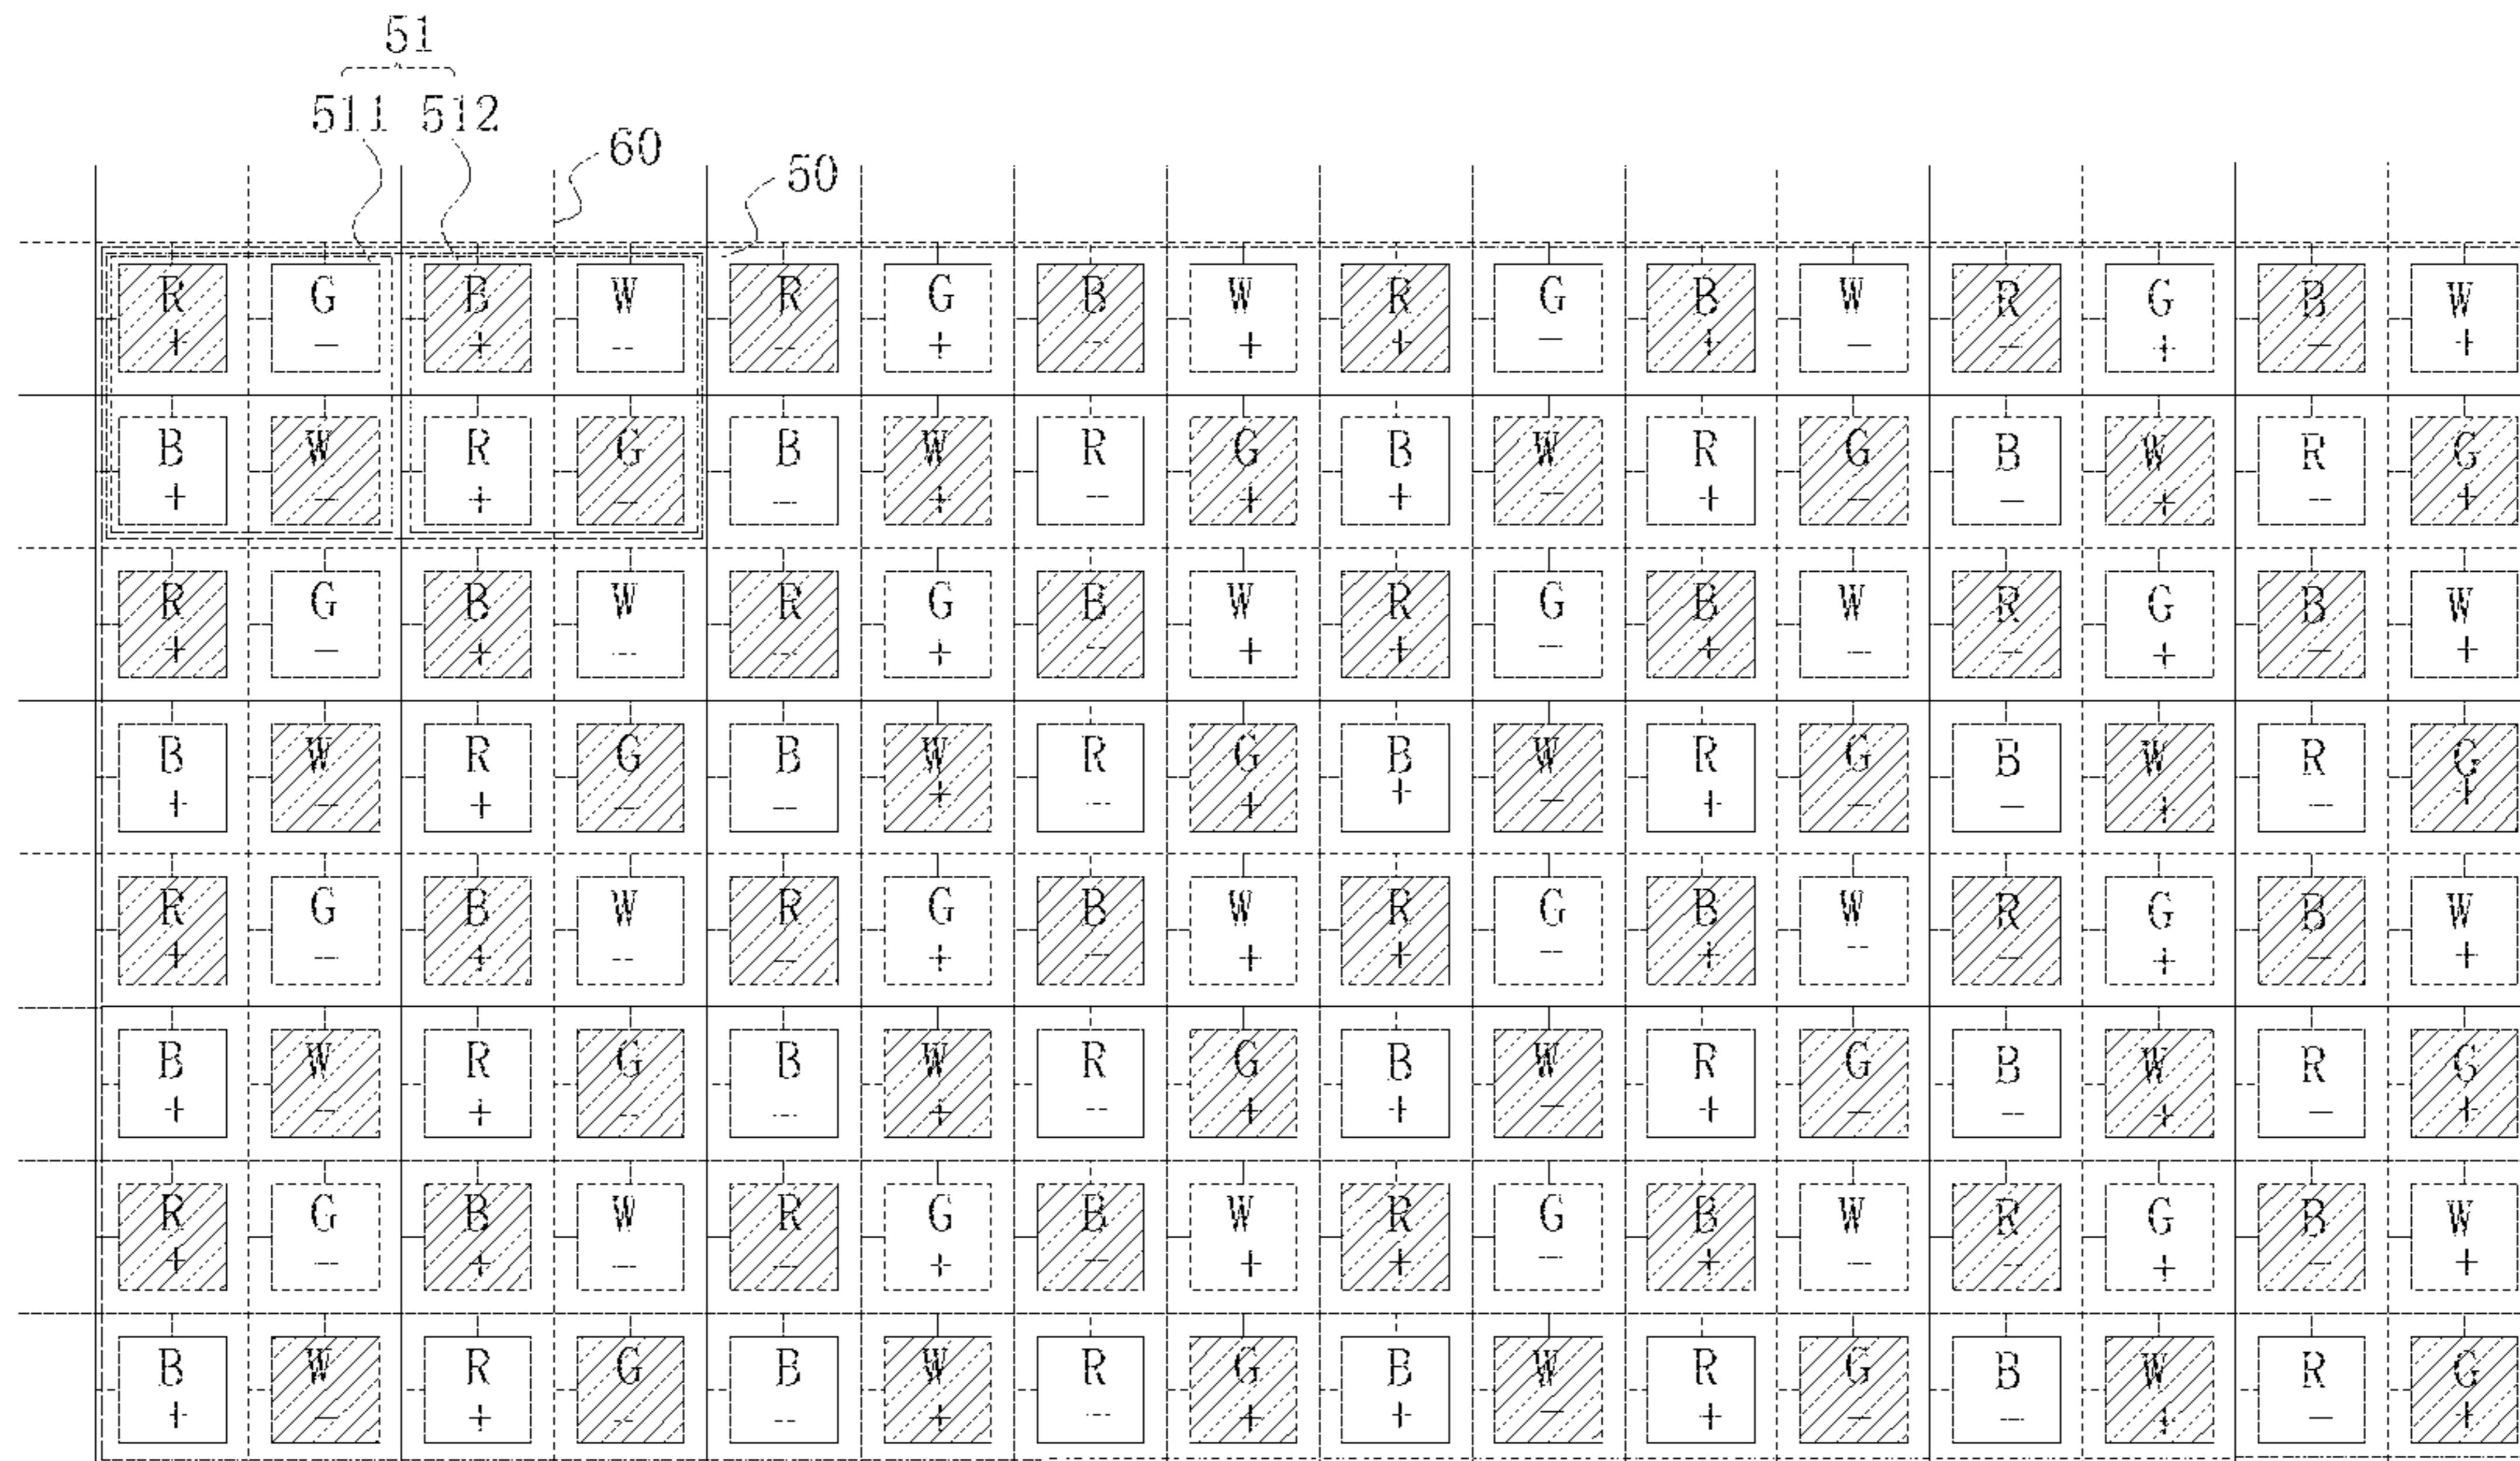 51
511 512
60
50
R G B W R G B W R G B W R G B W
+ - + - - + - + + - + - - + - +
B W R G B W R G B W R G B W R G
+ - + - - + - + + - + - - + - +
R G B W R G B W R G B W R G B W
+ - + - - + - + + - + - - + - +
B W R G B W R G B W R G B W R G
+ - + - - + - + + - + - - + - +
R G B W R G B W R G B W R G B W
+ - + - - + - + + - + - - + - +
B W R G B W R G B W R G B W R G
+ - + - - + - + + - + - - + - +
R G B W R G B W R G B W R G B W
+ - + - - + - + + - + - - + - +
B W R G B W R G B W R G B W R G
+ - + - - + - + + - + - - + - +